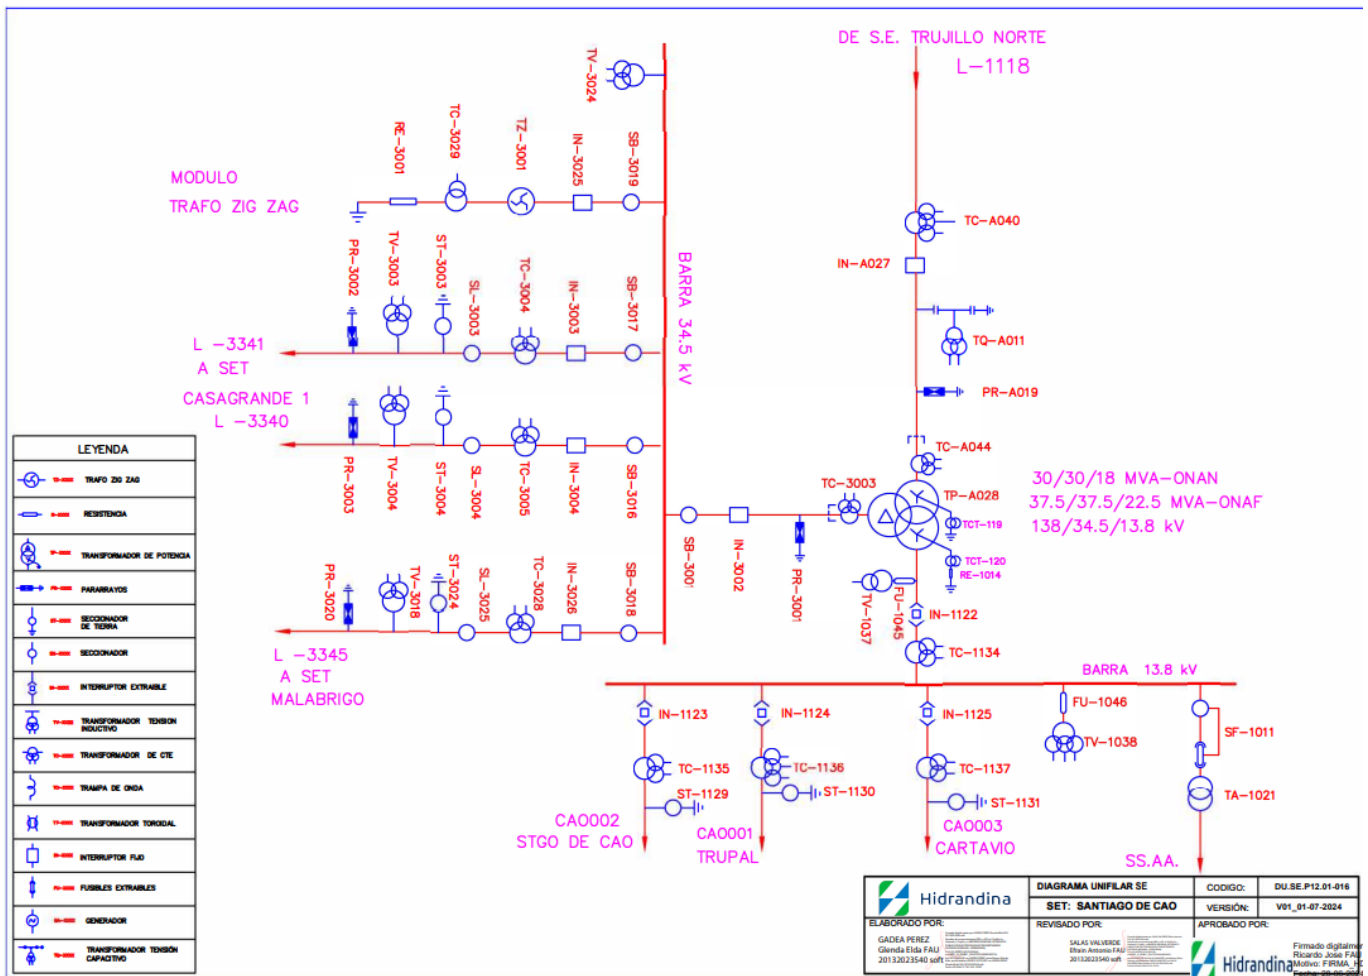 DE S.E. TRUJILLO NORTE
L-1118
TV-3024
RE-3001
TC-3029
TZ-3001
IN-3025
SB-3019
MODULO
TRAFO ZIG ZAG
TC-A040
IN-A027
TQ-A011
PR-A019
TC-A044
BARRA 34.5 kV
PR-3002
TV-3003
ST-3003
SL-3003
TC-3004
IN-3003
SB-3017
L -3341
A SET
CASAGRANDE 1
L -3340
PR-3003
TV-3004
ST-3004
SL-3004
TC-3005
IN-3004
SB-3016
TC-3003
TP-A028
30/30/18 MVA-ONAN
37.5/37.5/22.5 MVA-ONAF
138/34.5/13.8 kV
TCT-119
TCT-120
RE-1014
SB-3001
IN-3002
PR-3001
TV-1037
FU-1045
IN-1122
TC-1134
PR-3020
TV-3018
ST-3024
SL-3025
TC-3028
IN-3026
SB-3018
L -3345
A SET
MALABRIGO
BARRA 13.8 kV
IN-1123
IN-1124
IN-1125
FU-1046
SF-1011
TV-1038
TC-1135
TC-1136
TC-1137
TA-1021
ST-1129
ST-1130
ST-1131
CAO002
STGO DE CAO
CAO001
TRUPAL
CAO003
CARTAVIO
SS.AA.
LEYENDA
TRAFO ZIG ZAG
RESISTENCIA
TRANSFORMADOR DE POTENCIA
PARARRAYOS
SECCIONADOR
DE TIERRA
SECCIONADOR
INTERRUPTOR EXTRAIBLE
TRANSFORMADOR TENSION
INDUCTIVO
TRANSFORMADOR DE CTE
TRAMPA DE ONDA
TRANSFORMADOR TOROIDAL
INTERRUPTOR FIJO
FUSIBLES EXTRAIBLES
GENERADOR
TRANSFORMADOR TENSIÓN
CAPACITIVO
Hidrandina
DIAGRAMA UNIFILAR SE
CODIGO:
DU.SE.P12.01-016
SET: SANTIAGO DE CAO
VERSIÓN:
V01_01-07-2024
ELABORADO POR:
GADEA PEREZ
Glenda Elda FAU
20132023540 soft
REVISADO POR:
SALAS VALVERDE
Efrain Antonio FAU
20132023540 soft
APROBADO POR:
Hidrandina
Firmado digitalmen
Ricardo Jose FAU
Motivo: FIRMA_H